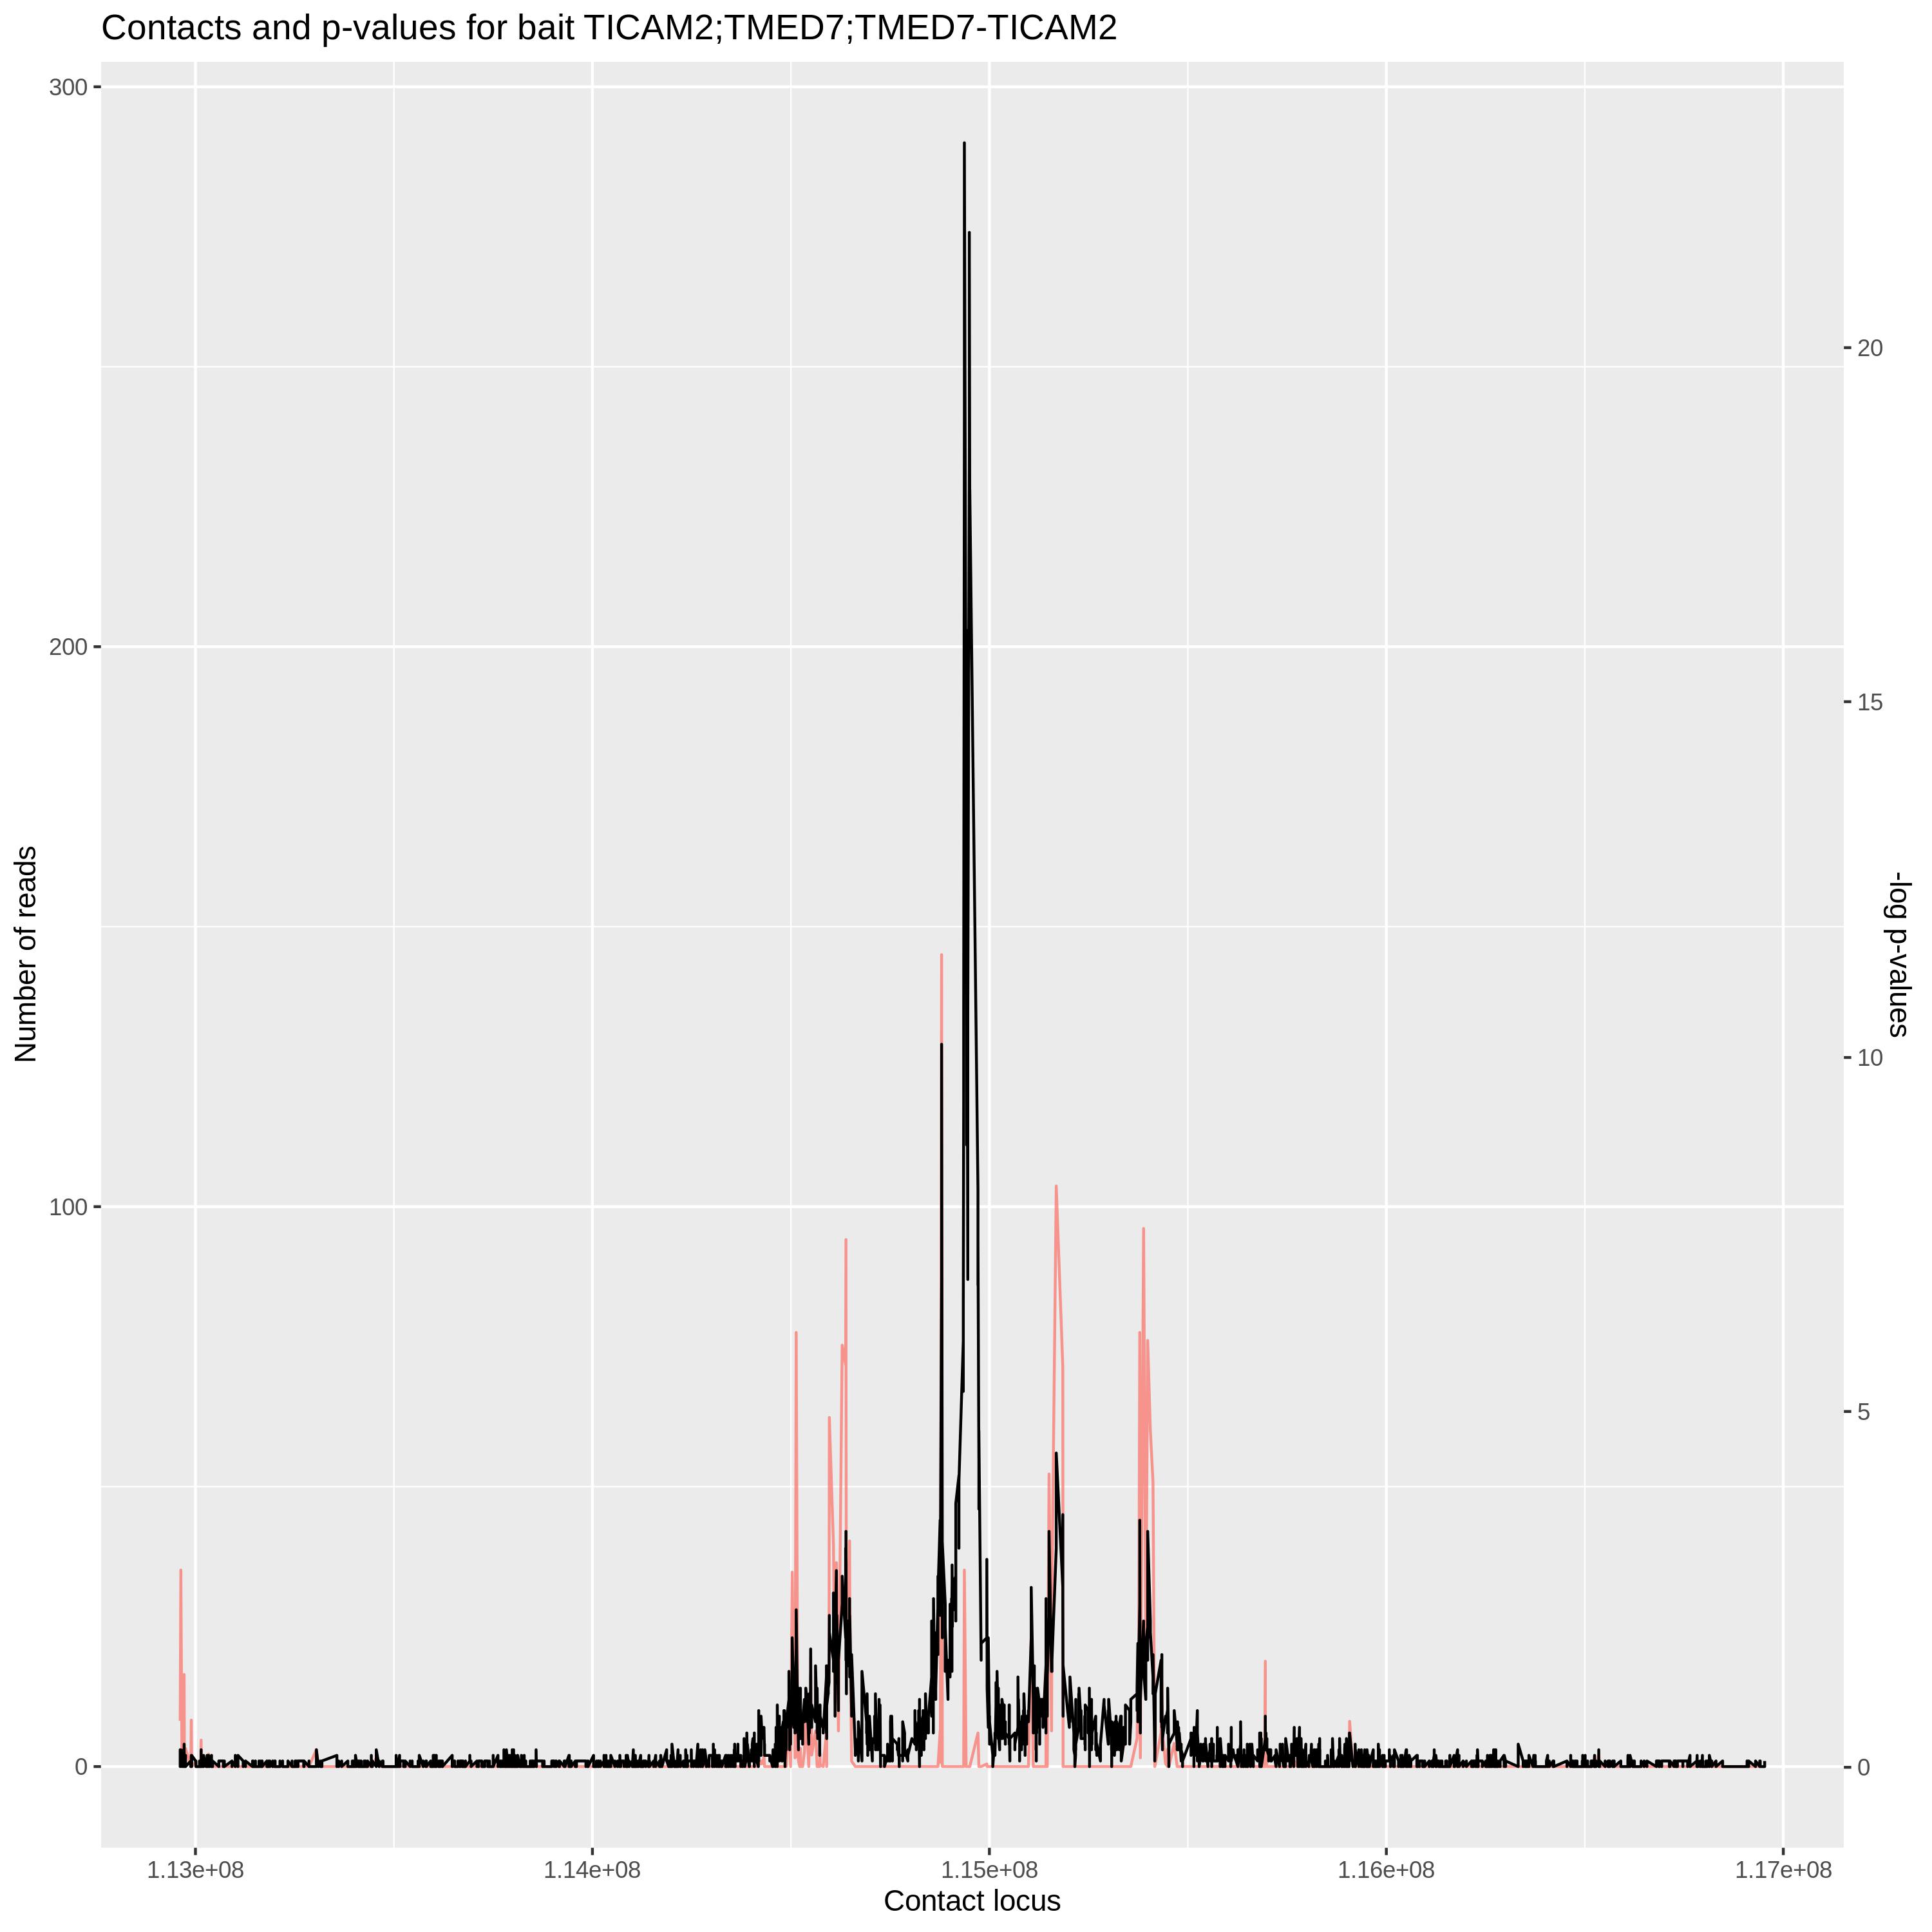 Contacts and p-values for bait TICAM2;TMED7;TMED7-TICAM2
300
200
100
0
Number of reads
20
15
10
5
0
-log p-values
1.13e+08
1.14e+08
1.15e+08
1.16e+08
1.17e+08
Contact locus